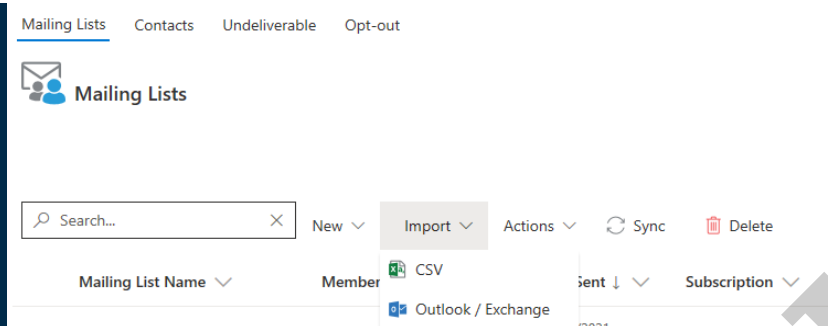 Mailing Lists Contacts Undeliverable Opt-out
Mailing Lists
Search... New Import Actions Sync Delete
CSV
Mailing List Name Member Sent ↓ Subscription
Outlook / Exchange